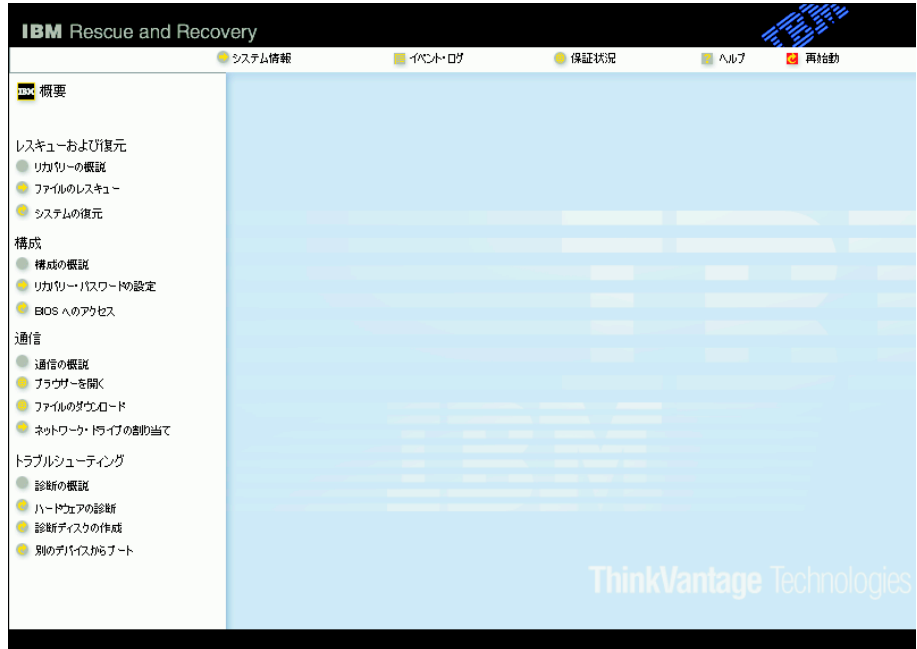 IBM Rescue and Recovery
IBM
システム情報
イベント・ログ
保証状況
ヘルプ
再始動
IBM 概要
レスキューおよび復元
リカバリーの概説
ファイルのレスキュー
システムの復元
構成
構成の概説
リカバリー・パスワードの設定
BIOS へのアクセス
通信
通信の概説
ブラウザーを開く
ファイルのダウンロード
ネットワーク・ドライブの割り当て
トラブルシューティング
診断の概説
ハードウェアの診断
診断ディスクの作成
別のデバイスからブート
IBM
IBM
ThinkVantage Technologies